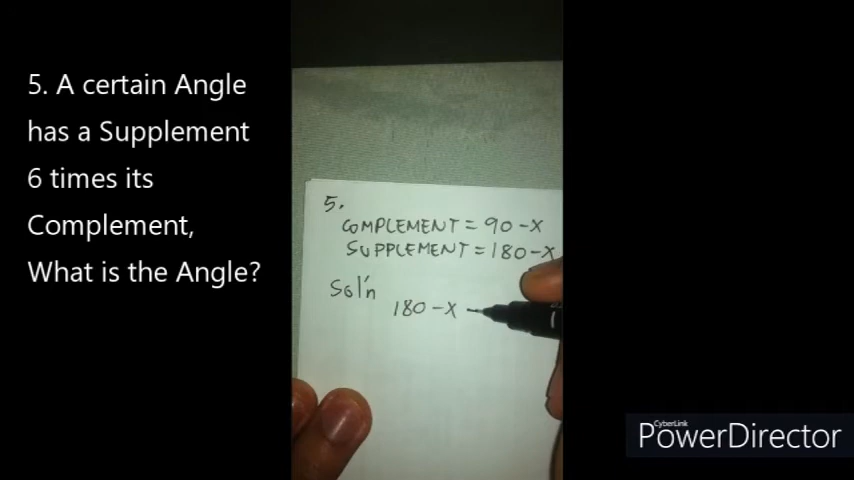 5. A certain Angle
has a Supplement
6 times its
Complement,
What is the Angle?
5.
COMPLEMENT = 90 - X
SUPPLEMENT = 180 - X
Sol'n
180 - X
CyberLink
PowerDirector